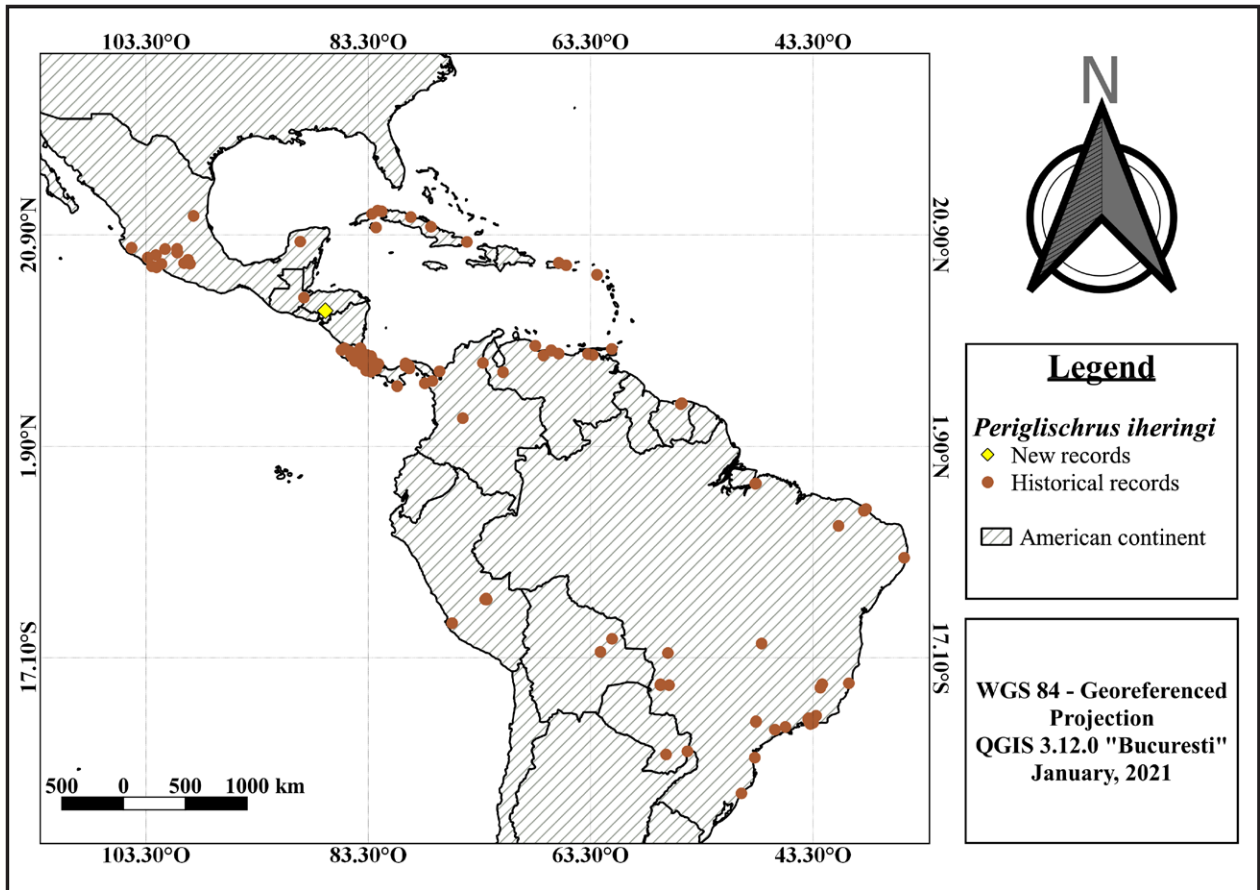 103.30°O 83.30°O 63.30°O 43.30°O
20.90°N
1.90°N
17.10°S
20.90°N
1.90°N
17.10°S
500 0 500 1000 km
103.30°O 83.30°O 63.30°O 43.30°O
N
Legend
Periglischrus iheringi
New records
Historical records
American continent
WGS 84 - Georeferenced
Projection
QGIS 3.12.0 "Bucuresti"
January, 2021